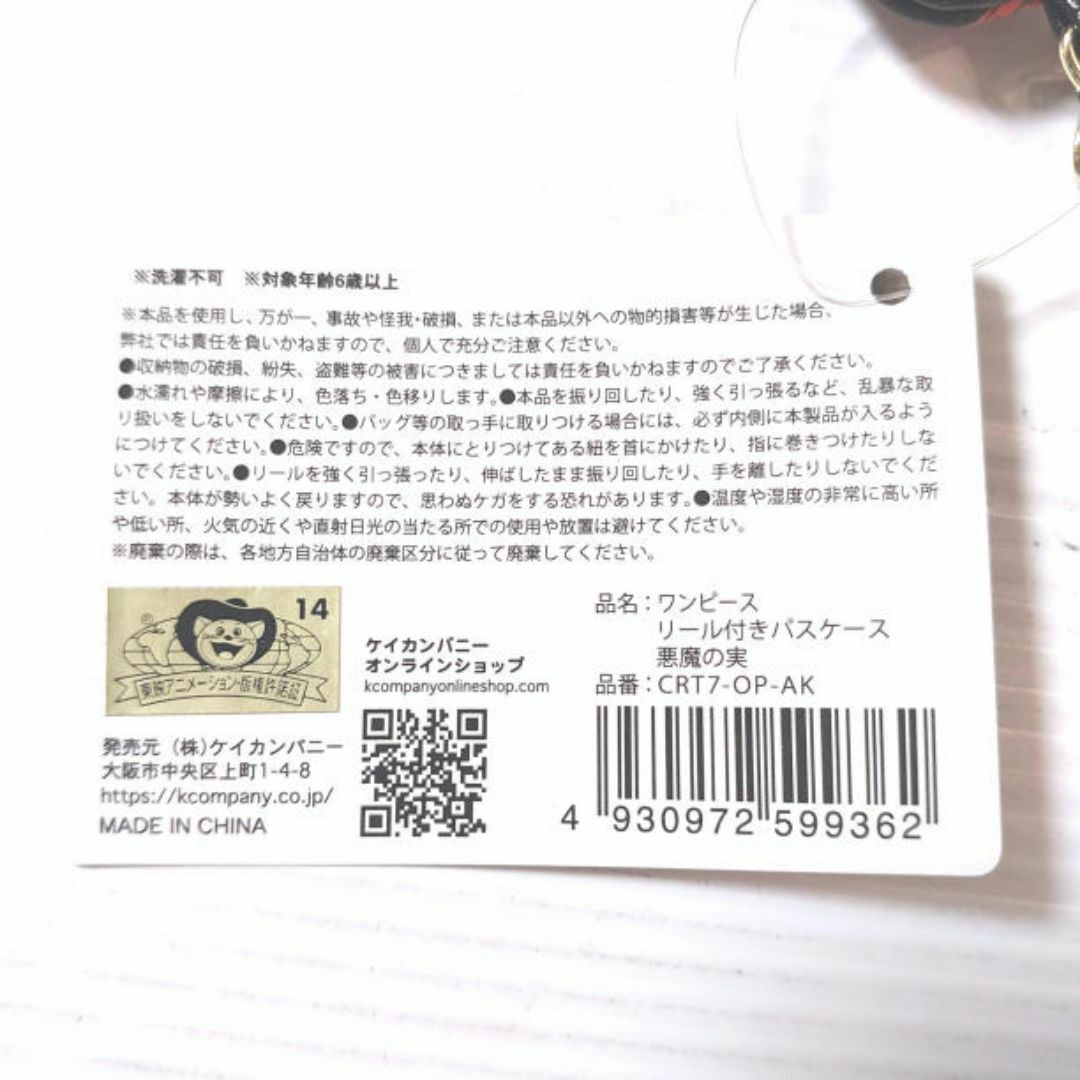 ※洗濯不可 ※対象年齢6歳以上
※本品を使用し、万が一、事故や怪我・破損、または本品以外への物的損害等が生じた場合、
弊社では責任を負いかねますので、個人で充分ご注意ください。
●収納物の破損、紛失、盗難等の被害につきましては責任を負いかねますのでご了承ください。
●水濡れや摩擦により、色落ち・色移りします。●本品を振り回したり、強く引っ張るなど、乱暴な取
り扱いをしないでください。●バッグ等の取っ手に取りつける場合には、必ず内側に本製品が入るよう
につけてください。●危険ですので、本体にとりつけてある紐を首にかけたり、指に巻きつけたりしな
いでください。●リールを強く引っ張ったり、伸ばしたまま振り回したり、手を離したりしないでくだ
さい。本体が勢いよく戻りますので、思わぬケガをする恐れがあります。●温度や湿度の非常に高い所
や低い所、火気の近くや直射日光の当たる所での使用や放置は避けてください。
※廃棄の際は、各地方自治体の廃棄区分に従って廃棄してください。
14
東映アニメーション・版権許諾証
発売元 (株)ケイカンパニー
大阪市中央区上町1-4-8
https://kcompany.co.jp/
MADE IN CHINA
ケイカンパニー
オンラインショップ
kcompanyonlineshop.com
品名：ワンピース
リール付きパスケース
悪魔の実
品番：CRT7-OP-AK
4 930972 599362